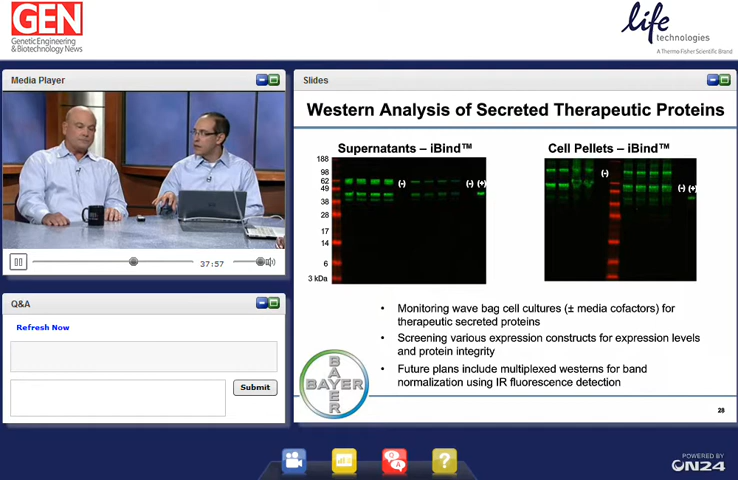 GEN
Genetic Engineering
& Biotechnology News
life
technologies
A Thermo Fisher Scientific Brand
Media Player
37:57
Q&A
Refresh Now
Submit
Slides
Western Analysis of Secreted Therapeutic Proteins
Supernatants – iBind™
Cell Pellets – iBind™
188
98
62
49
38
28
17
14
6
3 kDa
(-)
(-) (+)
(-)
(-) (+)
• Monitoring wave bag cell cultures (± media cofactors) for
therapeutic secreted proteins
• Screening various expression constructs for expression levels
and protein integrity
• Future plans include multiplexed westerns for band
normalization using IR fluorescence detection
BAYER
BAYER
28
Q
A
?
POWERED BY
ON24